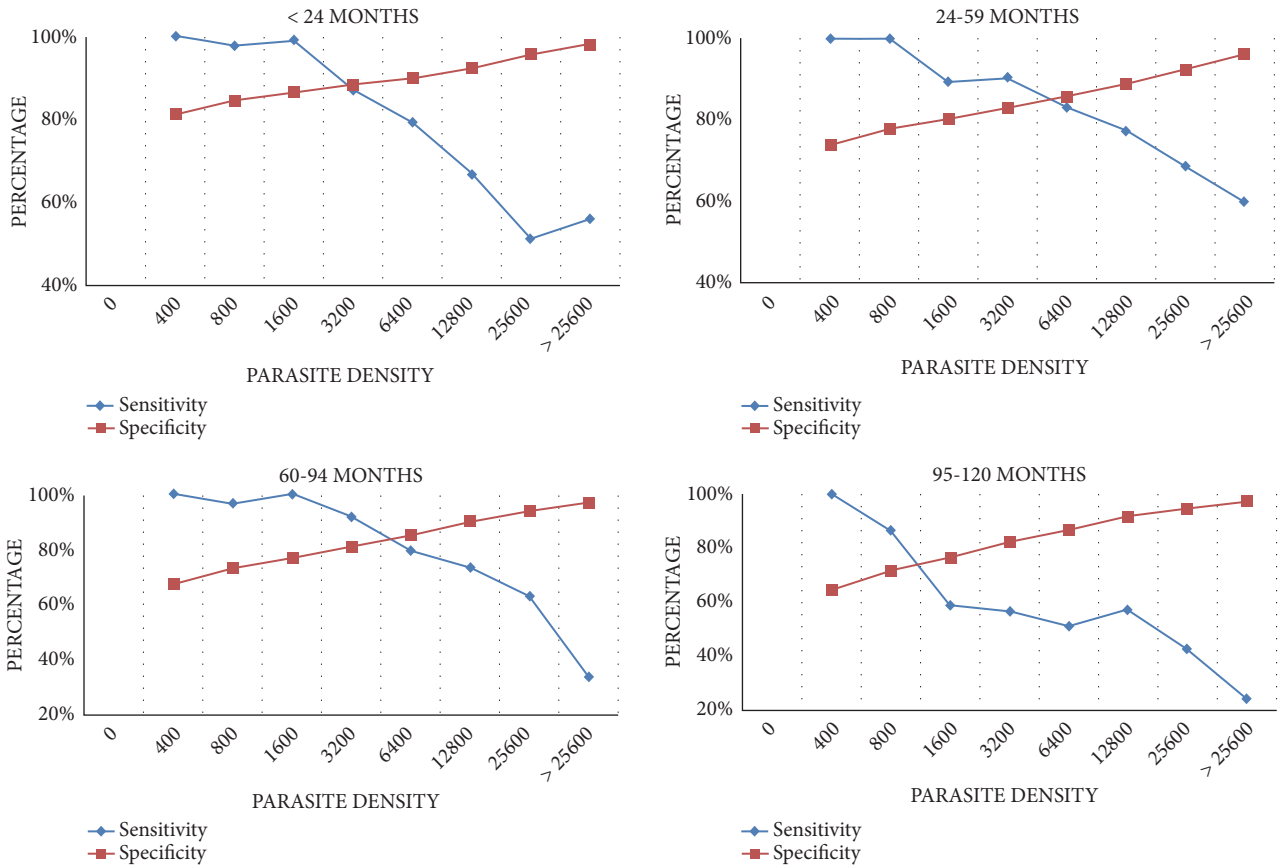 < 24 MONTHS
100%
80%
60%
40%
PERCENTAGE
0
400
800
1600
3200
6400
12800
25600
> 25600
PARASITE DENSITY
Sensitivity
Specificity
24-59 MONTHS
100%
80%
60%
40%
PERCENTAGE
0
400
800
1600
3200
6400
12800
25600
> 25600
PARASITE DENSITY
Sensitivity
Specificity
60-94 MONTHS
100%
80%
60%
40%
20%
PERCENTAGE
0
400
800
1600
3200
6400
12800
25600
> 25600
PARASITE DENSITY
Sensitivity
Specificity
95-120 MONTHS
100%
80%
60%
40%
20%
PERCENTAGE
0
400
800
1600
3200
6400
12800
25600
> 25600
PARASITE DENSITY
Sensitivity
Specificity